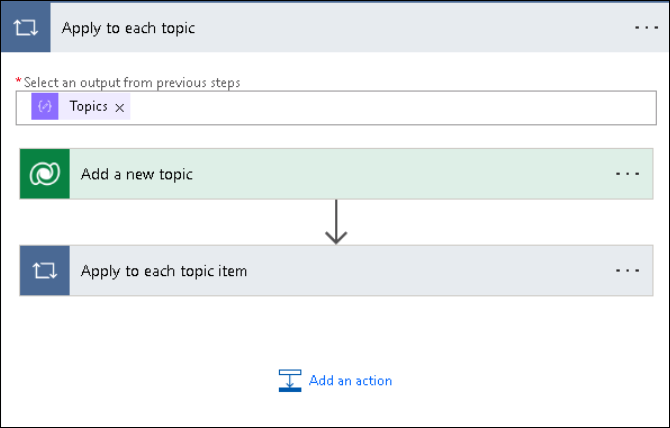 Apply to each topic
* Select an output from previous steps
Topics ×
Add a new topic
Apply to each topic item
Add an action